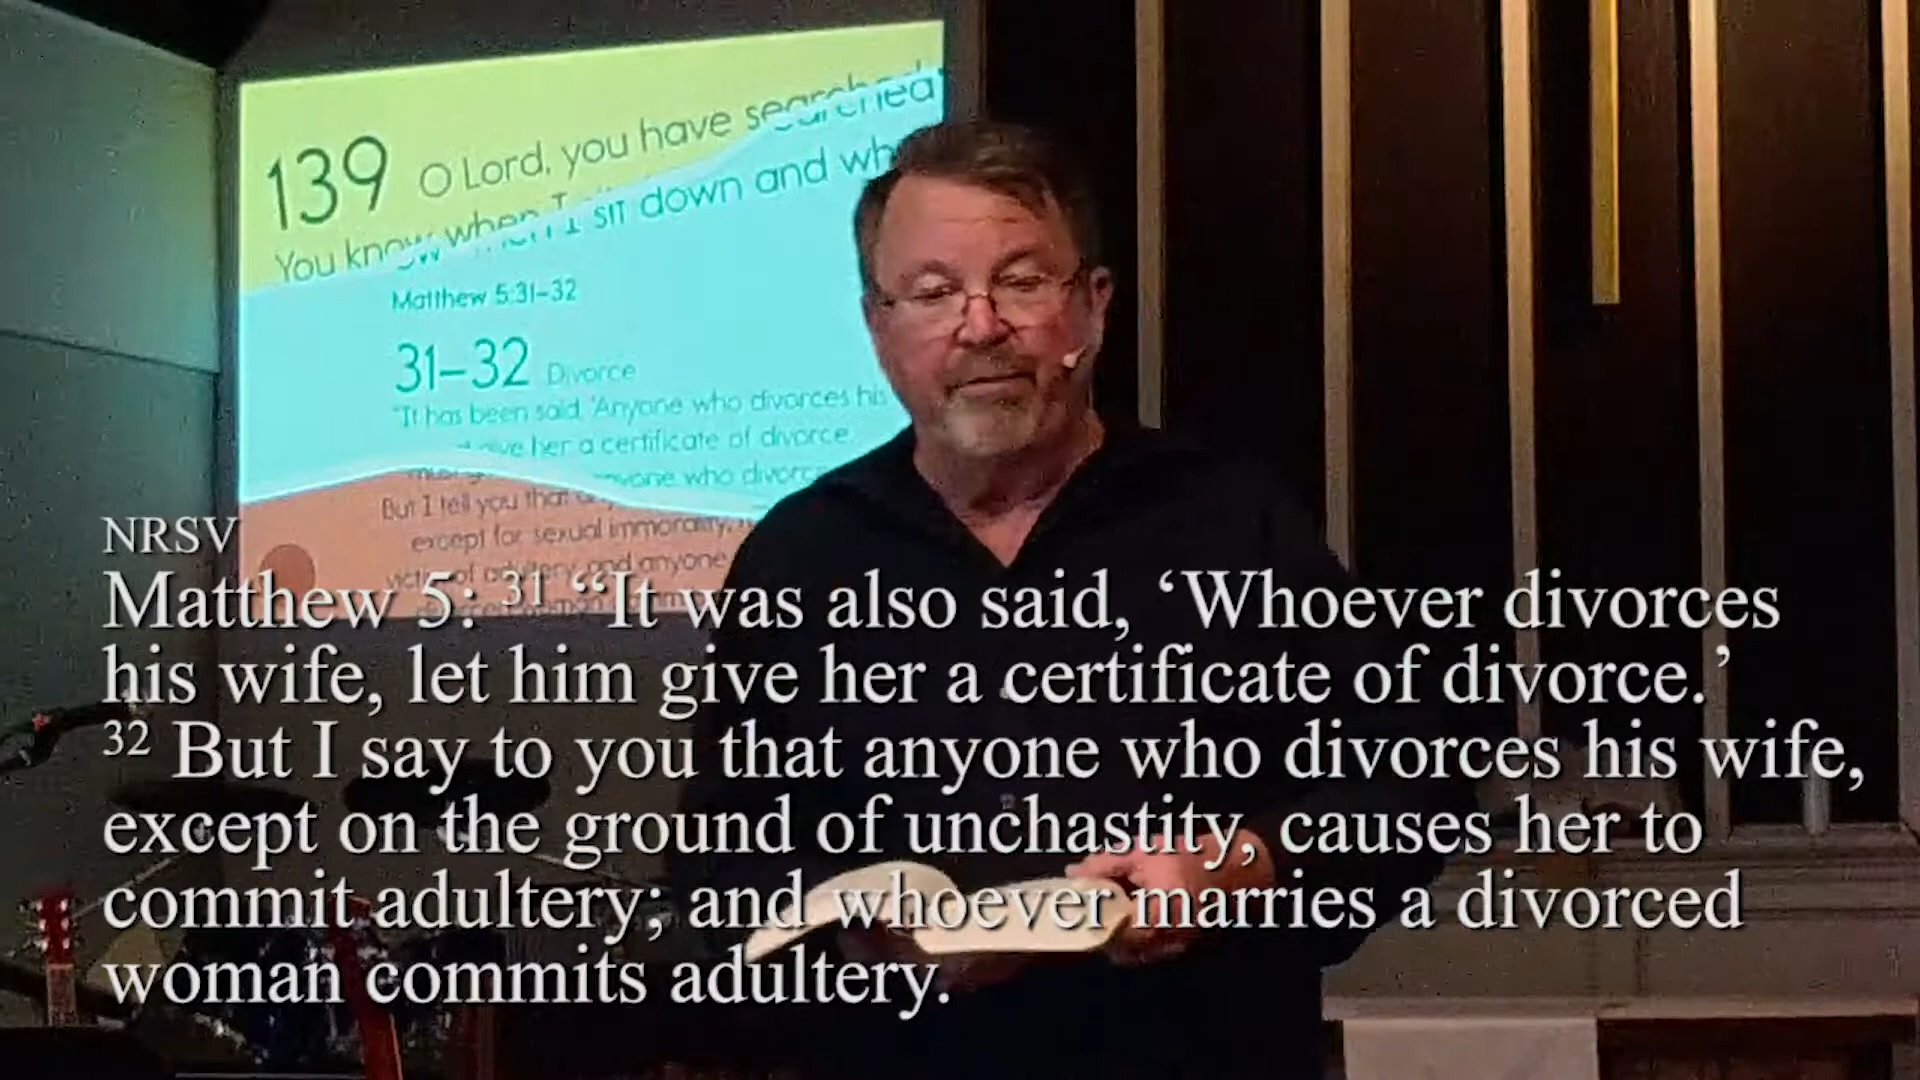 139 O Lord, you have searched
You know when I sit down and
Matthew 5:31–32
31–32 Divorce
"It has been said, 'Anyone who divorces his
give her a certificate of divorce.
anyone who divorc
But I tell you that
except for sexual immorality,
victim of adultery, and anyone
NRSV
Matthew 5: 31 “It was also said, ‘Whoever divorces
his wife, let him give her a certificate of divorce.’
32 But I say to you that anyone who divorces his wife,
except on the ground of unchastity, causes her to
commit adultery; and whoever marries a divorced
woman commits adultery.